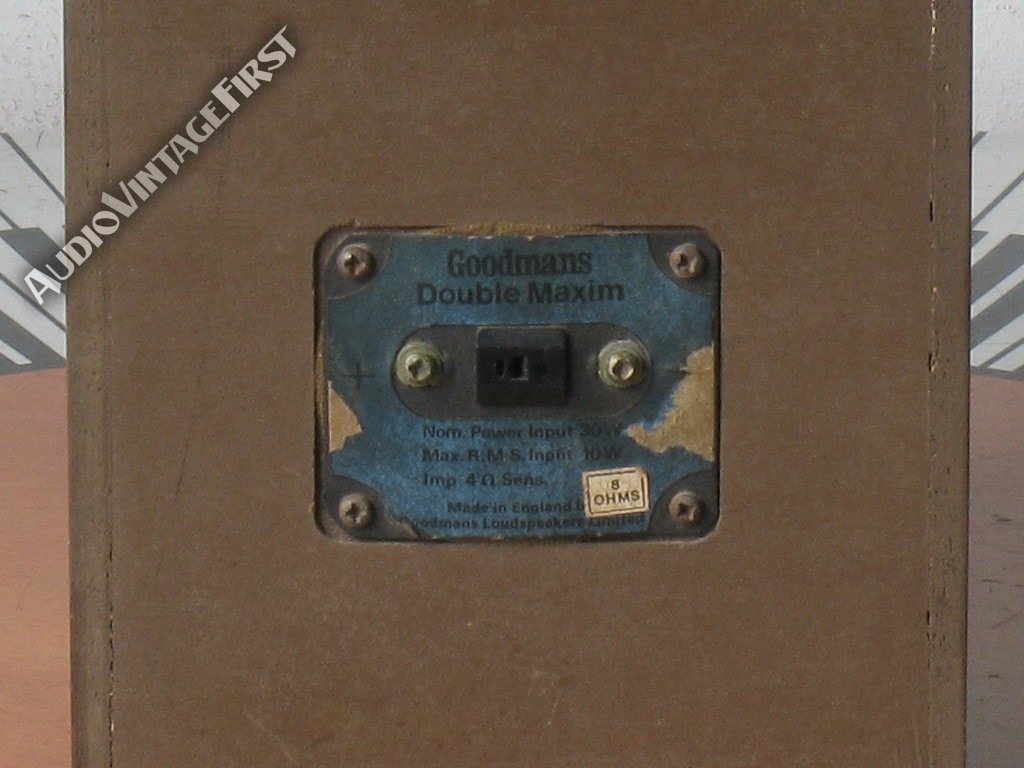 AudioVintageFirst
Goodmans
Double Maxim
+ −
Nom. Power Input 30W
Max. R.M.S. Input 10W
Imp 4 Ω Sens.
8
OHMS
Made in England
Loudspeakers Limited